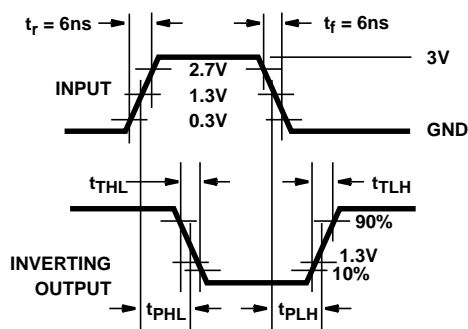 tr = 6ns
tf = 6ns
3V
2.7V
INPUT
1.3V
0.3V
GND
tTHL
tTLH
90%
1.3V
INVERTING
OUTPUT
10%
tPHL
tPLH